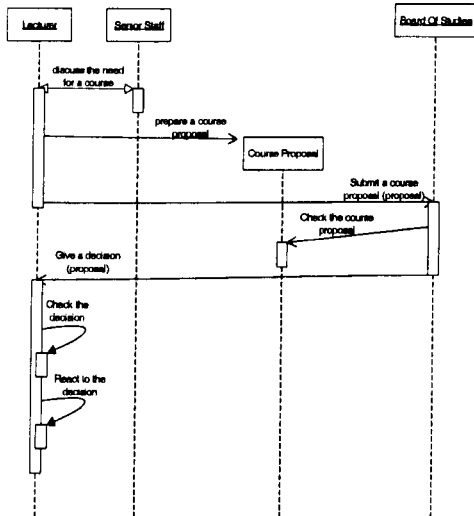 Lecturer
Senior Staff
Board Of Studies
discuss the need
for a course
prepare a course
proposal
Course Proposal
Submit a course
proposal (proposal)
Check the course
proposal
Give a decision
(proposal)
Check the
decision
React to the
decision